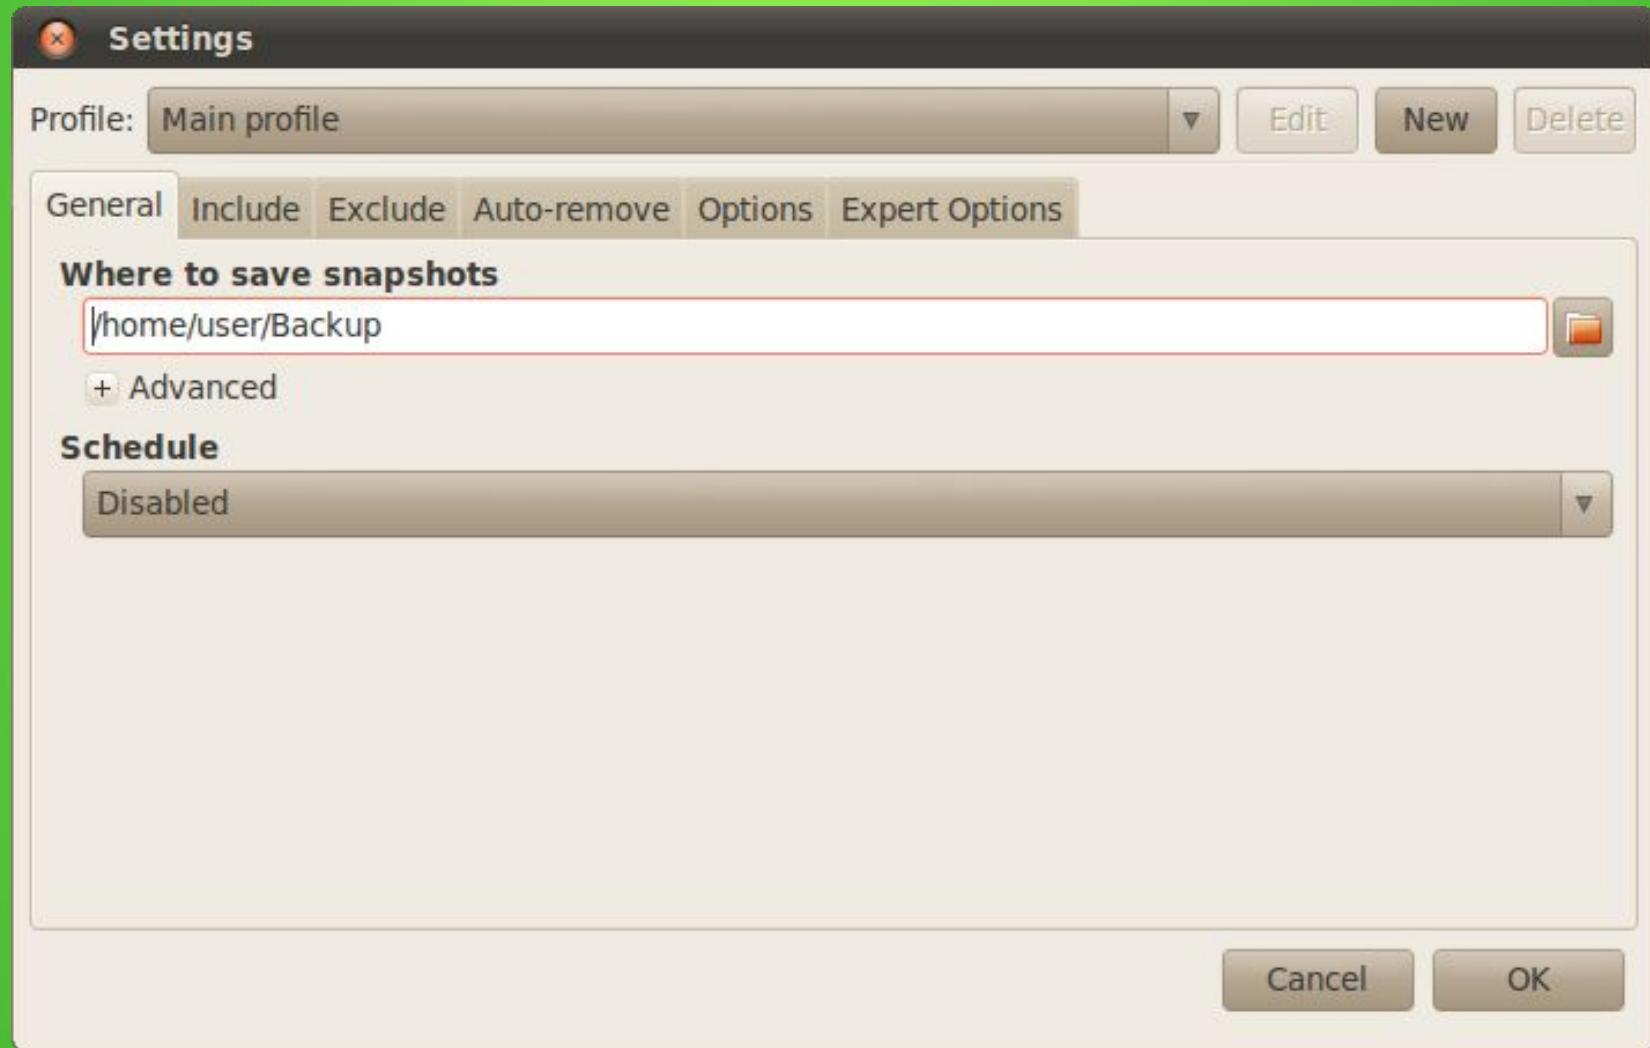 Settings
Profile: Main profile Edit New Delete
General Include Exclude Auto-remove Options Expert Options
Where to save snapshots
/home/user/Backup
+ Advanced
Schedule
Disabled
Cancel OK